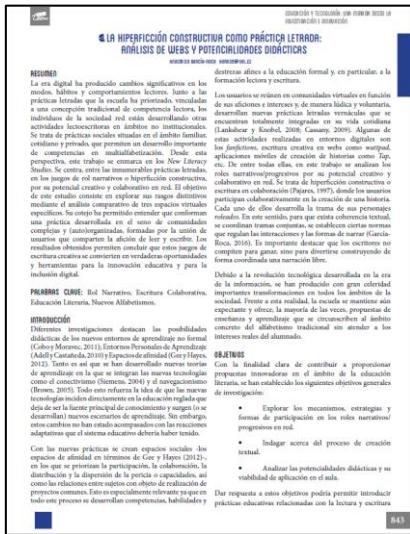 EDUCACIÓN Y TECNOLOGÍA: UNA MIRADA DESDE LA
INVESTIGACIÓN E INNOVACIÓN
LA HIPERFICCIÓN CONSTRUCTIVA COMO PRÁCTICA LETRADA:
ANÁLISIS DE WEBS Y POTENCIALIDADES DIDÁCTICAS
RESUMEN
La era digital ha producido cambios significativos en los
modos, hábitos y comportamientos lectores. Junto a las
prácticas letradas que la escuela ha priorizado, vinculadas
a una concepción tradicional de competencia lectora, los
individuos de la sociedad red están desarrollando otras
actividades lectoescritoras en ámbitos no institucionales.
Se trata de prácticas sociales situadas en el ámbito familiar,
cotidiano y privado, que permiten un desarrollo importante
de competencias en multialfabetización. Desde esta
perspectiva, este trabajo se enmarca en los New Literacy
Studies. Se centra, entre las innumerables prácticas letradas,
en los juegos de rol narrativos o hiperficción constructiva,
por su potencial creativo y colaborativo en red. El objetivo
de este estudio consiste en explorar sus rasgos distintivos
mediante el análisis comparativo de tres espacios virtuales
específicos. Su cotejo ha permitido entender que conforman
una práctica desarrollada en el seno de comunidades
complejas y (auto)organizadas, formadas por la unión de
usuarios que comparten la afición de leer y escribir. Los
resultados obtenidos permiten concluir que estos juegos de
escritura creativa se convierten en verdaderas oportunidades
y herramientas para la innovación educativa y para la
inclusión digital.
PALABRAS CLAVE: Rol Narrativo, Escritura Colaborativa,
Educación Literaria, Nuevos Alfabetismos.
INTRODUCCIÓN
Diferentes investigaciones destacan las posibilidades
didácticas de los nuevos entornos de aprendizaje no formal
(Cobo y Moravec, 2011); Entornos Personales de Aprendizaje
(Adell y Castañeda, 2010) y Espacios de afinidad (Gee y Hayes,
2012). Tanto es así que se han desarrollado nuevas teorías
de aprendizaje en la que se integran las nuevas tecnologías
como el conectivismo (Siemens, 2004) y el navegacionismo
(Brown, 2005). Todo esto refuerza la idea de que las nuevas
tecnologías inciden directamente en la educación reglada que
deja de ser la fuente principal de conocimiento y surgen (o se
desarrollan) nuevos escenarios de aprendizaje. Sin embargo,
estos cambios no han estado acompasados con las reacciones
adaptativas que el sistema educativo debería haber tenido.
Con las nuevas prácticas se crean espacios sociales -los
espacios de afinidad en términos de Gee y Hayes (2012)-,
en los que se priorizan la participación, la colaboración, la
distribución y la dispersión de la pericia o capacidades, así
como las relaciones entre sujetos con objeto de realización de
proyectos comunes. Esto es especialmente relevante ya que en
todo este proceso se desarrollan competencias, habilidades y
destrezas afines a la educación formal y, en particular, a la
formación lectora y escritora.
Los usuarios se reúnen en comunidades virtuales en función
de sus aficiones e intereses y, de manera lúdica y voluntaria,
desarrollan nuevas prácticas letradas vernáculas que se
encuentran totalmente integradas en su vida cotidiana
(Lankshear y Knobel, 2008; Cassany, 2009). Algunas de
estas actividades realizadas en entornos digitales son
los fanfictions, escritura creativa en webs como wattpad,
aplicaciones móviles de creación de historias como Tap,
etc. De entre todas ellas, en este trabajo se analizan los
roles narrativos/progresivos por su potencial creativo y
colaborativo en red. Se trata de hiperficción constructiva o
escritura en colaboración (Pajares, 1997), donde los usuarios
participan colaborativamente en la creación de una historia.
Cada uno de ellos desarrolla la trama de sus personajes
roleados. En este sentido, para que exista coherencia textual,
se coordinan tramas conjuntas, se establecen ciertas normas
que regulan las interacciones y las formas de narrar (García-
Roca, 2016). Es importante destacar que los escritores no
compiten para ganar, sino para divertirse construyendo de
forma coordinada una narración libre.
Debido a la revolución tecnológica desarrollada en la era
de la información, se han producido con gran celeridad
importantes transformaciones en todos los ámbitos de la
sociedad. Frente a esta realidad, la escuela se mantiene aún
expectante y ofrece, la mayoría de las veces, propuestas de
enseñanza y aprendizaje que se circunscriben al ámbito
concreto del alfabetismo tradicional sin atender a los
intereses reales del alumnado.
OBJETIVOS
Con la finalidad clara de contribuir a proporcionar
propuestas innovadoras en el ámbito de la educación
literaria, se han establecido los siguientes objetivos generales
de investigación:
• Explorar los mecanismos, estrategias y
formas de participación en los roles narrativos/
progresivos en red.
• Indagar acerca del proceso de creación
textual.
• Analizar las potencialidades didácticas y su
viabilidad de aplicación en el aula.
Dar respuesta a estos objetivos podría permitir introducir
prácticas educativas relacionadas con la lectura y escritura
843